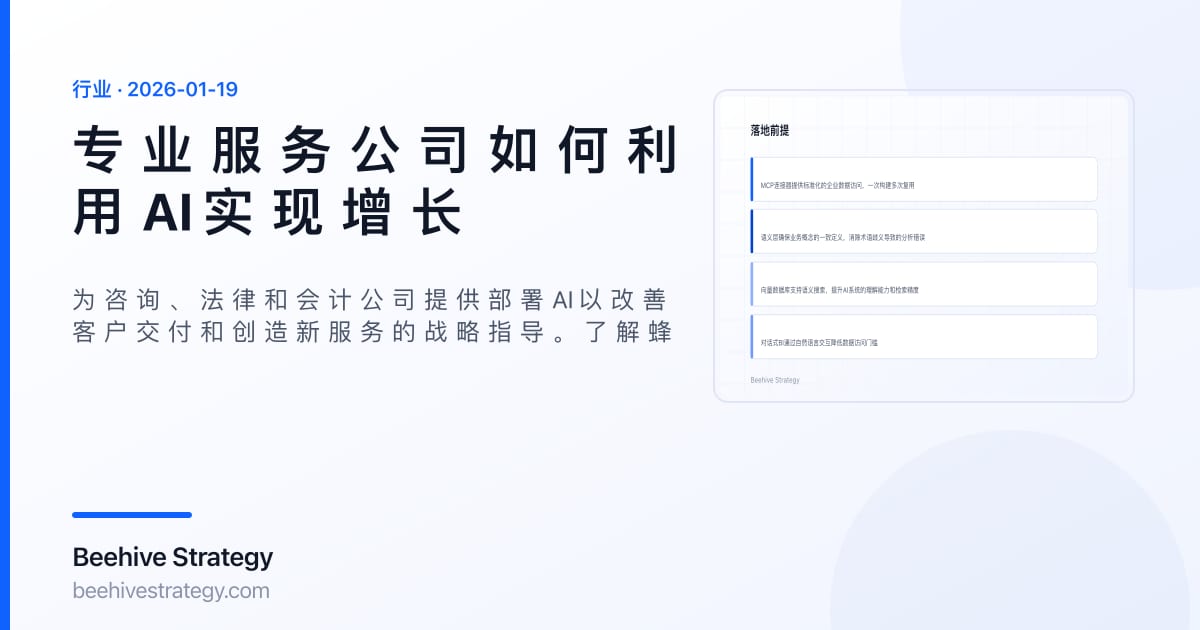 行业 · 2026-01-19
专业服务公司如何利
用 AI实现增长
为咨询、法律和会计公司提供部署AI以改善
客户交付和创造新服务的战略指导。了解蜂
Beehive Strategy
beehivestrategy.com
落地前提
MCP连接器提供标准化的企业数据访问，一次构建多次复用
语义层确保业务概念的一致定义，消除术语歧义导致的分析错误
向量数据库支持语义搜索，提升AI系统的理解能力和检索精度
对话式BI通过自然语言交互降低数据访问门槛
Beehive Strategy